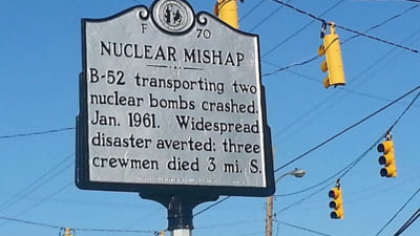 F
70
NUCLEAR MISHAP
B-52 transporting two
nuclear bombs crashed.
Jan. 1961. Widespread
disaster averted: three
crewmen died 3 mi. S.